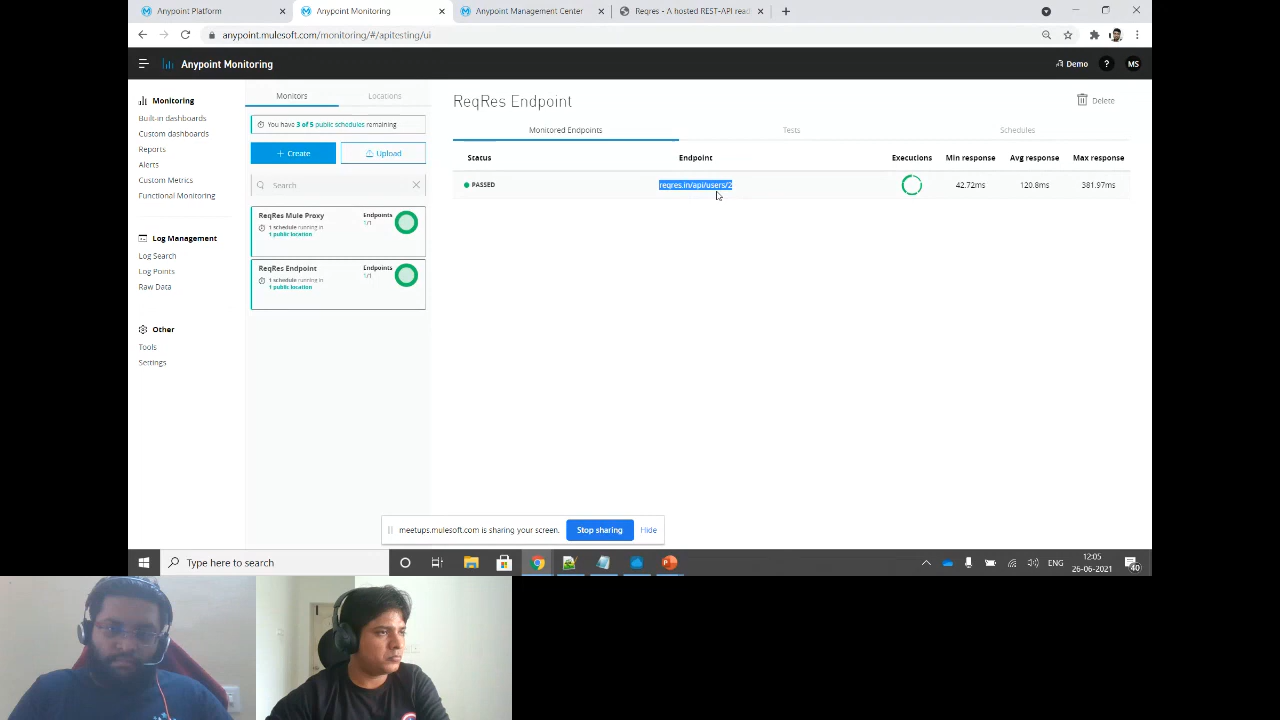 Anypoint Platform
Anypoint Monitoring
Anypoint Management Center
Reqres - A hosted REST-API read
anypoint.mulesoft.com/monitoring/#/apitesting/ui
Anypoint Monitoring
Demo
?
MS
Monitoring
Built-in dashboards
Custom dashboards
Reports
Alerts
Custom Metrics
Functional Monitoring
Log Management
Log Search
Log Points
Raw Data
Other
Tools
Settings
Monitors
Locations
You have 3 of 5 public schedules remaining
+ Create
Upload
Search
ReqRes Mule Proxy
Endpoints
1/1
1 schedule running in
1 public location
ReqRes Endpoint
Endpoints
1/1
1 schedule running in
1 public location
ReqRes Endpoint
Delete
Monitored Endpoints
Tests
Schedules
Status
Endpoint
Executions
Min response
Avg response
Max response
PASSED
reqres.in/api/users/2
42.72ms
120.8ms
381.97ms
meetups.mulesoft.com is sharing your screen.
Stop sharing
Hide
Type here to search
ENG
12:05
26-06-2021
40